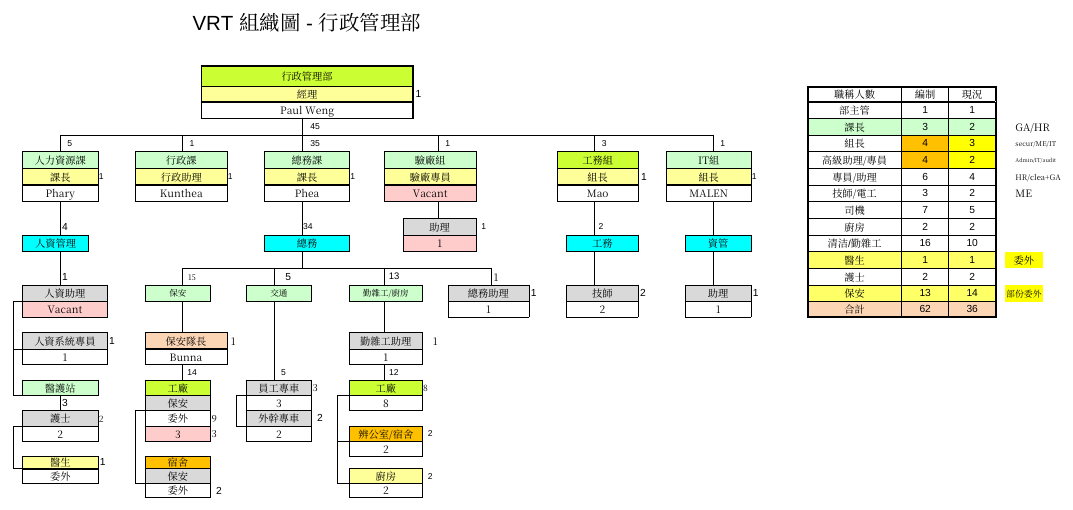 VRT 組織圖 - 行政管理部
行政管理部
經理 1
Paul Weng
45
5 1 35 1 3 1
人力資源課 行政課 總務課 驗廠組 工務組 IT組
課長 1 行政助理 1 課長 1 驗廠專員 組長 1 組長 1
Phary Kunthea Phea Vacant Mao MALEN
4 34 助理 1 2
人資管理 總務 1 工務 資管
1 15 5 13 1
人資助理 保安 交通 勤雜工/廚房 總務助理 1 技師 2 助理 1
Vacant 1 2 1
人資系統專員 1 保安隊長 1 勤雜工助理 1
1 Bunna 1
14 5 12
醫護站 工廠 員工專車 3 工廠 8
3 保安 3 8
護士 2 委外 9 外幹專車 2
2 3 3 2 辨公室/宿舍 2
2
醫生 1 宿舍
委外 保安 廚房 2
委外 2 2
職稱人數 編制 現況
部主管 1 1
課長 3 2 GA/HR
組長 4 3 secur/ME/IT
高級助理/專員 4 2 Admin/IT/audit
專員/助理 6 4 HR/clea+GA
技師/電工 3 2 ME
司機 7 5
廚房 2 2
清洁/勤雜工 16 10
醫生 1 1 委外
護士 2 2
保安 13 14 部份委外
合計 62 36